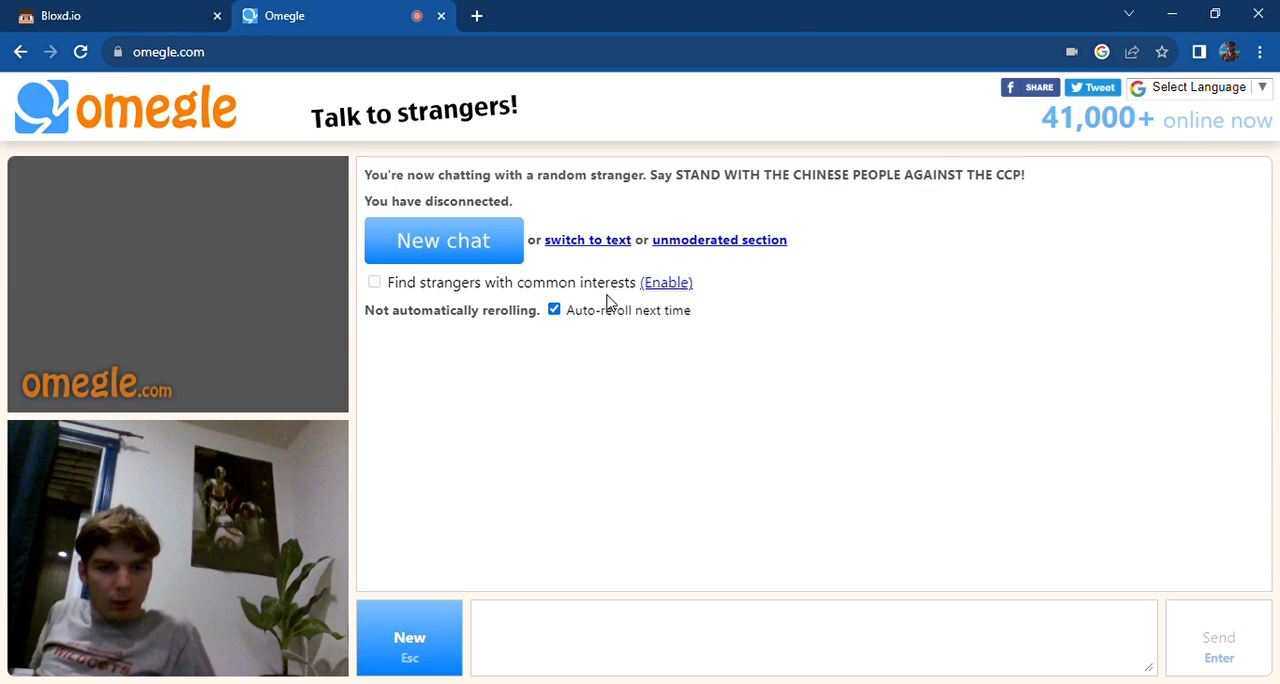 Bloxd.io
Omegle
omegle.com
omegle
Talk to strangers!
SHARE
Tweet
Select Language
41,000+ online now
You're now chatting with a random stranger. Say STAND WITH THE CHINESE PEOPLE AGAINST THE CCP!
You have disconnected.
New chat or switch to text or unmoderated section
Find strangers with common interests (Enable)
Not automatically rerolling. Auto-reroll next time
omegle.com
WILDCATS
New
Esc
Send
Enter